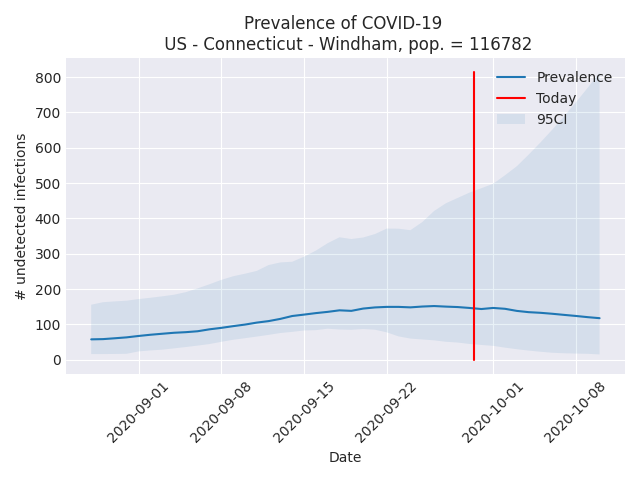 Prevalence of COVID-19
US - Connecticut - Windham, pop. = 116782
800
700
600
500
400
300
200
100
0
# undetected infections
Prevalence
Today
95CI
2020-09-01
2020-09-08
2020-09-15
2020-09-22
2020-10-01
2020-10-08
Date